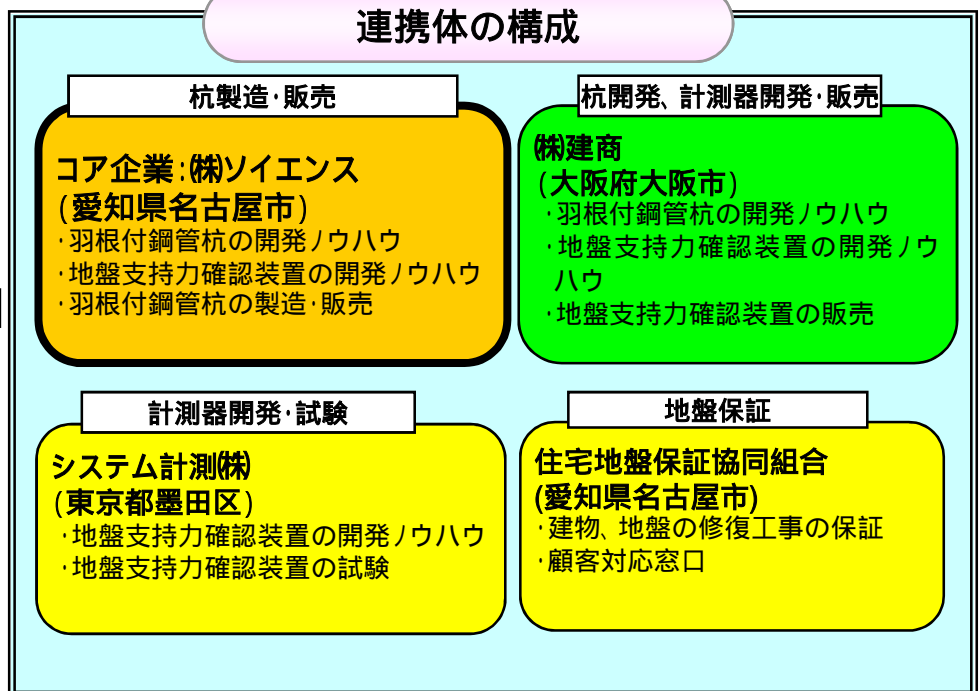 連携体の構成
杭製造・販売
コア企業:㈱ソイエンス
(愛知県名古屋市)
・羽根付鋼管杭の開発ノウハウ
・地盤支持力確認装置の開発ノウハウ
・羽根付鋼管杭の製造・販売
杭開発、計測器開発・販売
㈱建商
(大阪府大阪市)
・羽根付鋼管杭の開発ノウハウ
・地盤支持力確認装置の開発ノウ
ハウ
・地盤支持力確認装置の販売
計測器開発・試験
システム計測㈱
(東京都墨田区)
・地盤支持力確認装置の開発ノウハウ
・地盤支持力確認装置の試験
地盤保証
住宅地盤保証協同組合
(愛知県名古屋市)
・建物、地盤の修復工事の保証
・顧客対応窓口